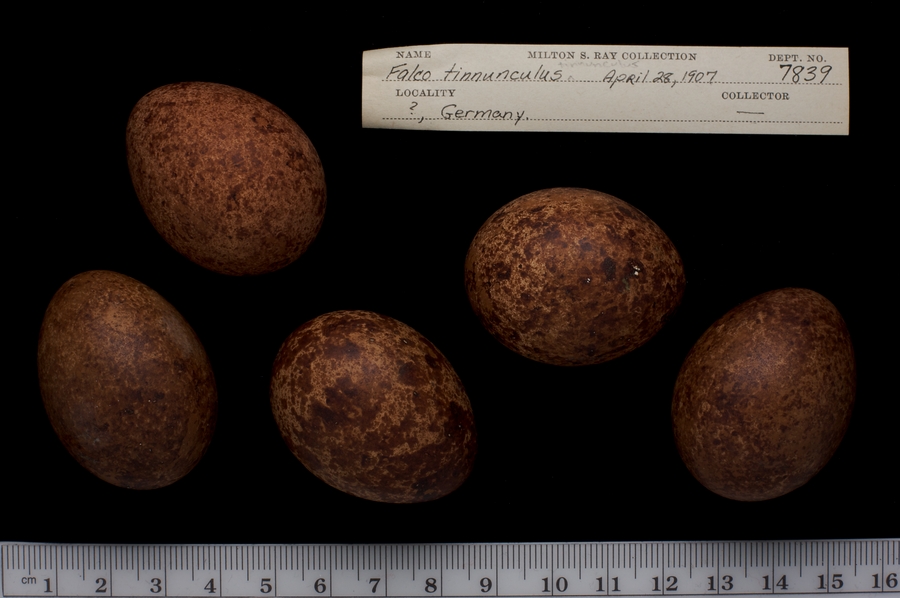 NAME MILTON S. RAY COLLECTION DEPT. NO.
Falco tinnunculus. April 28, 1907 7839
LOCALITY COLLECTOR
?, Germany. —
cm 1 2 3 4 5 6 7 8 9 10 11 12 13 14 15 16